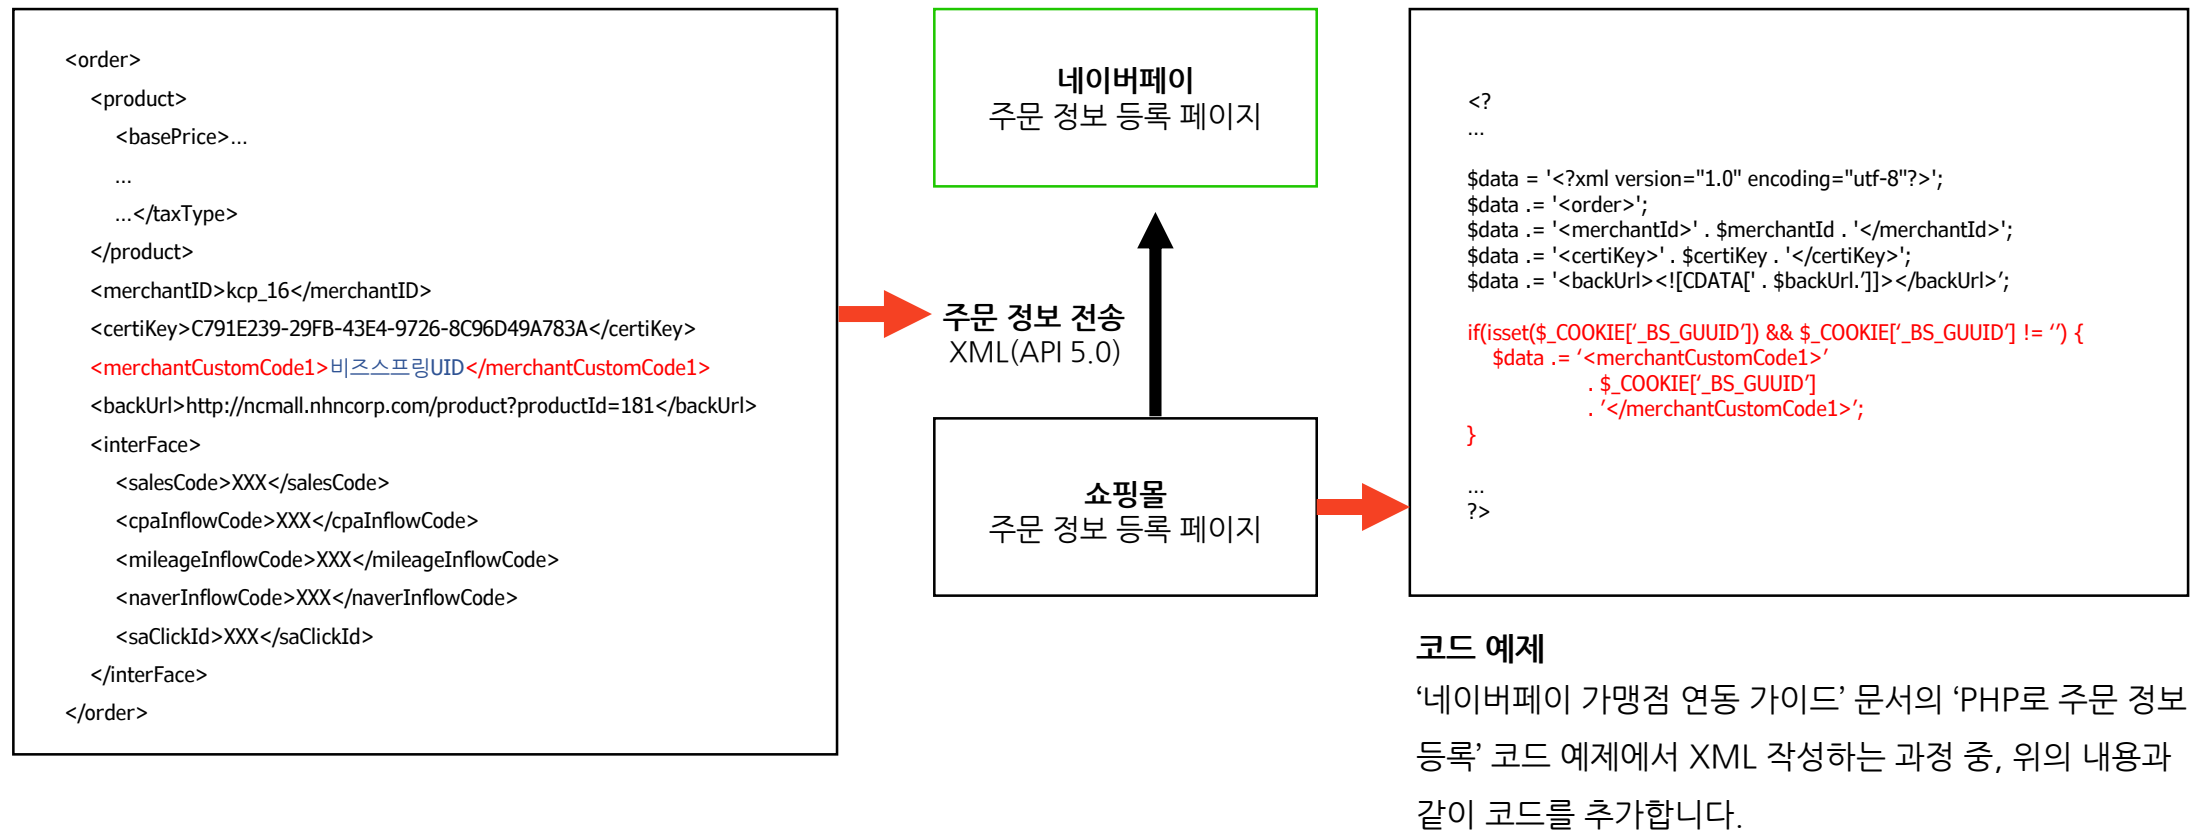 <order>
<product>
<basePrice>...
...
...</taxType>
</product>
<merchantID>kcp_16</merchantID>
<certiKey>C791E239-29FB-43E4-9726-8C96D49A783A</certiKey>
<merchantCustomCode1>비즈스프링UID</merchantCustomCode1>
<backUrl>http://ncmall.nhncorp.com/product?productId=181</backUrl>
<interFace>
<salesCode>XXX</salesCode>
<cpaInflowCode>XXX</cpaInflowCode>
<mileageInflowCode>XXX</mileageInflowCode>
<naverInflowCode>XXX</naverInflowCode>
<saClickId>XXX</saClickId>
</interFace>
</order>
네이버페이
주문 정보 등록 페이지
주문 정보 전송
XML(API 5.0)
쇼핑몰
주문 정보 등록 페이지
<?
...
$data = '<?xml version="1.0" encoding="utf-8"?>';
$data .= '<order>';
$data .= '<merchantId>' . $merchantId . '</merchantId>';
$data .= '<certiKey>' . $certiKey . '</certiKey>';
$data .= '<backUrl><![CDATA[' . $backUrl.']]></backUrl>’;
if(isset($_COOKIE[‘_BS_GUUID’]) && $_COOKIE[‘_BS_GUUID’] != ‘’) {
$data .= ‘<merchantCustomCode1>’
. $_COOKIE[‘_BS_GUUID’]
. ’</merchantCustomCode1>’;
}
...
?>
코드 예제
‘네이버페이 가맹점 연동 가이드’ 문서의 ‘PHP로 주문 정보
등록’ 코드 예제에서 XML 작성하는 과정 중, 위의 내용과
같이 코드를 추가합니다.